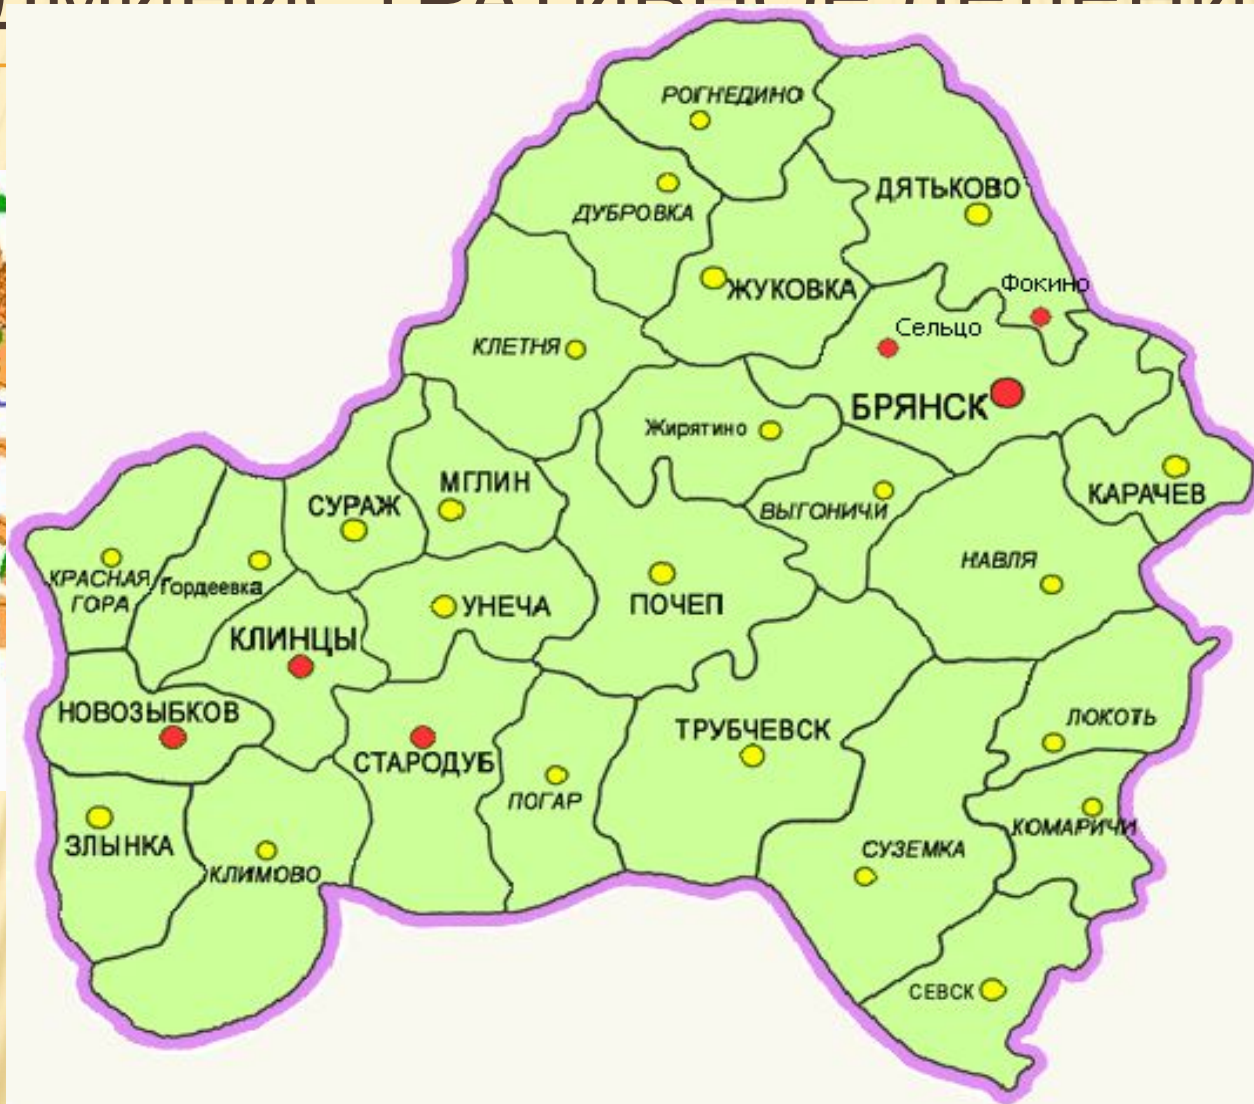 РОГНЕДИНО
ДЯТЬКОВО
ДУБРОВКА
ЖУКОВКА
Фокино
Сельцо
КЛЕТНЯ
БРЯНСК
Жирятино
МГЛИН
СУРАЖ
КАРАЧЕВ
ВЫГОНИЧИ
НАВЛЯ
КРАСНАЯ
ГОРА
Гордеевка
УНЕЧА
ПОЧЕП
КЛИНЦЫ
НОВОЗЫБКОВ
ЛОКОТЬ
ТРУБЧЕВСК
СТАРОДУБ
ПОГАР
КОМАРИЧИ
ЗЛЫНКА
СУЗЕМКА
КЛИМОВО
СЕВСК